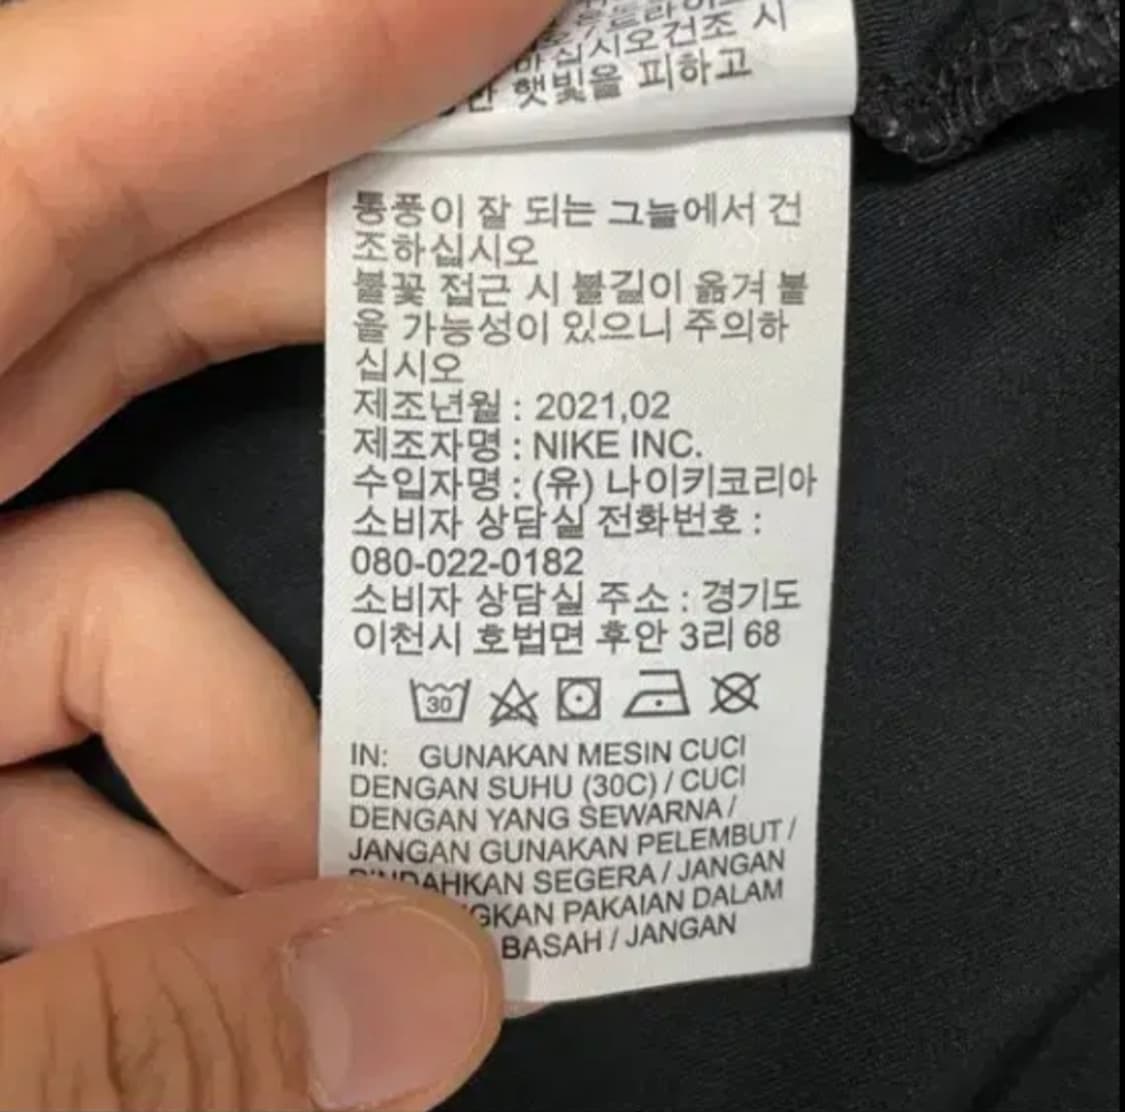 십시오건조 시
햇빛을 피하고
통풍이 잘 되는 그늘에서 건
조하십시오
불꽃 접근 시 불길이 옮겨 붙
을 가능성이 있으니 주의하
십시오
제조년월 : 2021,02
제조자명 : NIKE INC.
수입자명 : (유) 나이키코리아
소비자 상담실 전화번호 :
080-022-0182
소비자 상담실 주소 : 경기도
이천시 호법면 후안 3리 68
30
IN: GUNAKAN MESIN CUCI
DENGAN SUHU (30C) / CUCI
DENGAN YANG SEWARNA /
JANGAN GUNAKAN PELEMBUT /
SEGERA / JANGAN
PAKAIAN DALAM
BASAH / JANGAN